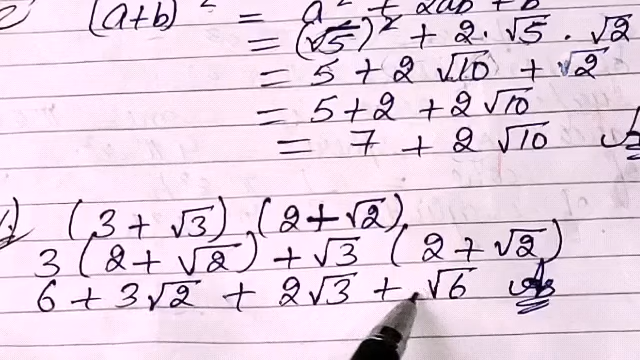 (a+b)² = a² + 2ab + b
= (√5)² + 2·√5 · √2
= 5 + 2 √10 + √2
= 5 + 2 + 2 √10
= 7 + 2 √10
(3 + √3) (2 + √2)
3 (2 + √2) + √3 (2 + √2)
6 + 3√2 + 2√3 + √6